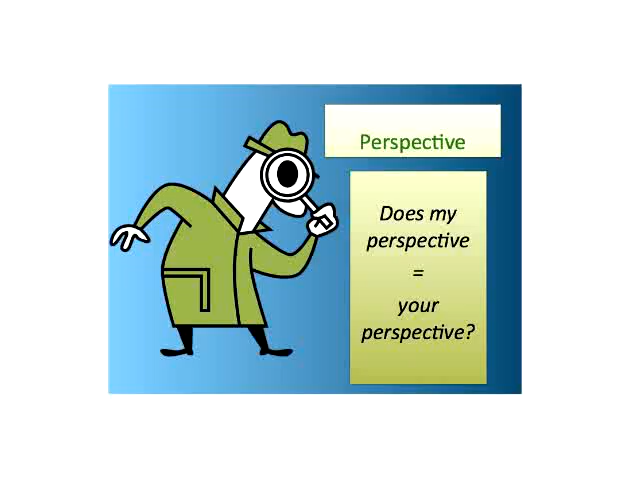 Perspective
Does my
perspective
=
your
perspective?